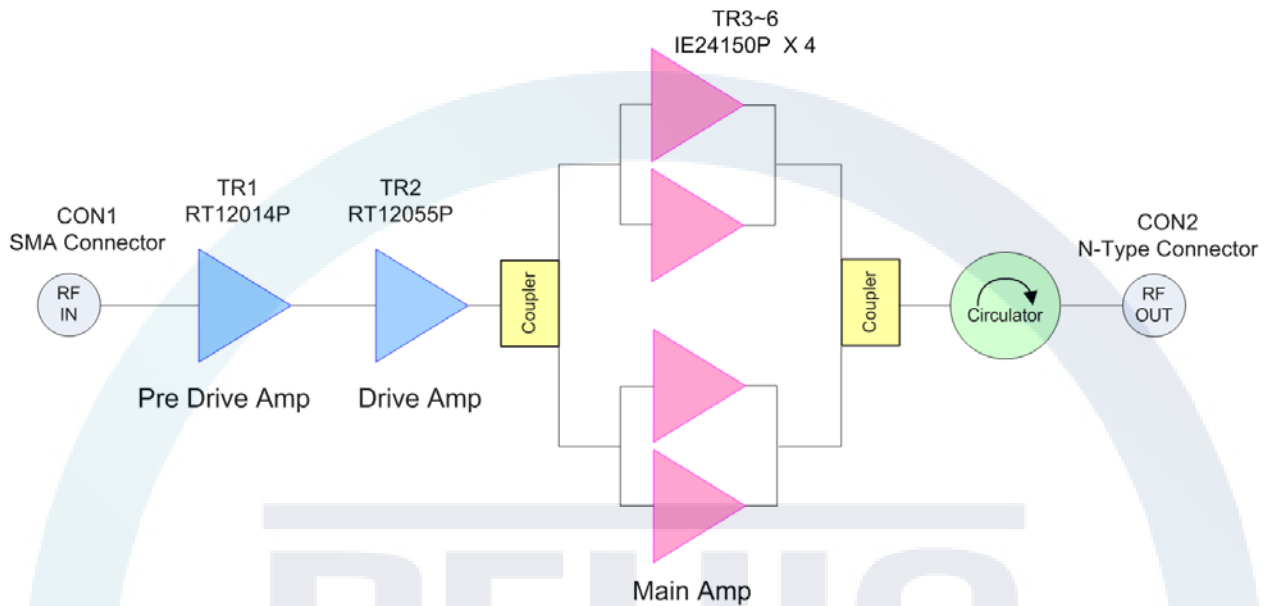 TR3~6
IE24150P X 4
TR1
RT12014P
TR2
RT12055P
CON1
SMA Connector
CON2
N-Type Connector
RF
IN
Coupler
Coupler
Circulator
RF
OUT
Pre Drive Amp
Drive Amp
Main Amp